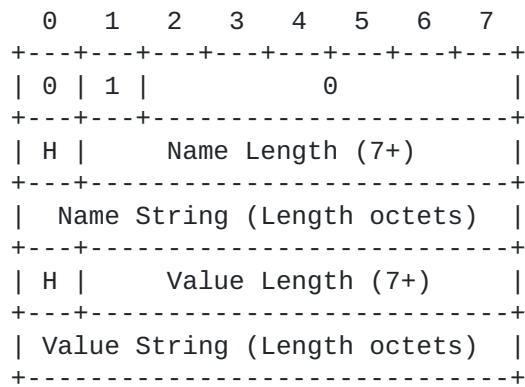 0   1   2   3   4   5   6   7
+---+---+---+---+---+---+---+---+
| 0 | 1 |           0           |
+---+---+-----------------------+
| H |     Name Length (7+)      |
+---+---------------------------+
|  Name String (Length octets)  |
+---+---------------------------+
| H |     Value Length (7+)     |
+---+---------------------------+
| Value String (Length octets)  |
+-------------------------------+